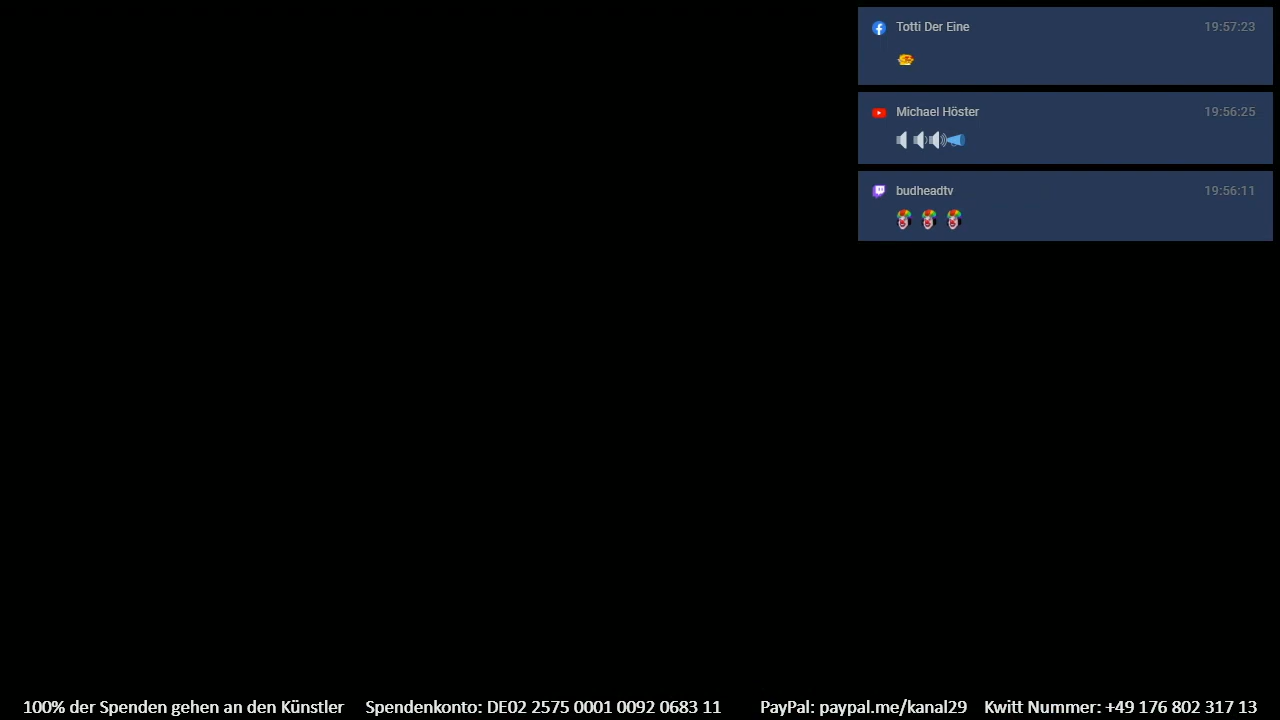 Totti Der Eine 19:57:23
Michael Höster 19:56:25
budheadtv 19:56:11
100% der Spenden gehen an den Künstler Spendenkonto: DE02 2575 0001 0092 0683 11 PayPal: paypal.me/kanal29 Kwitt Nummer: +49 176 802 317 13